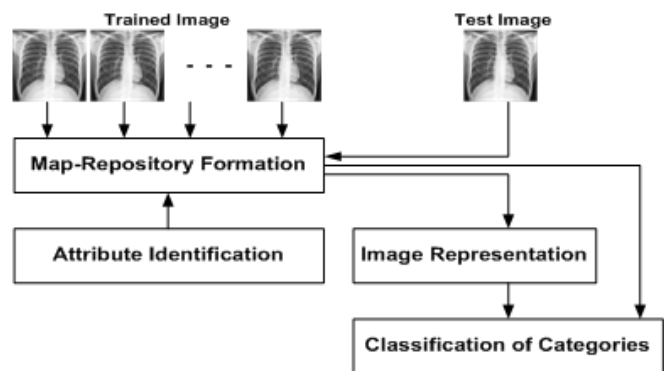 Trained Image
Test Image
- - -
Map-Repository Formation
Attribute Identification
Image Representation
Classification of Categories